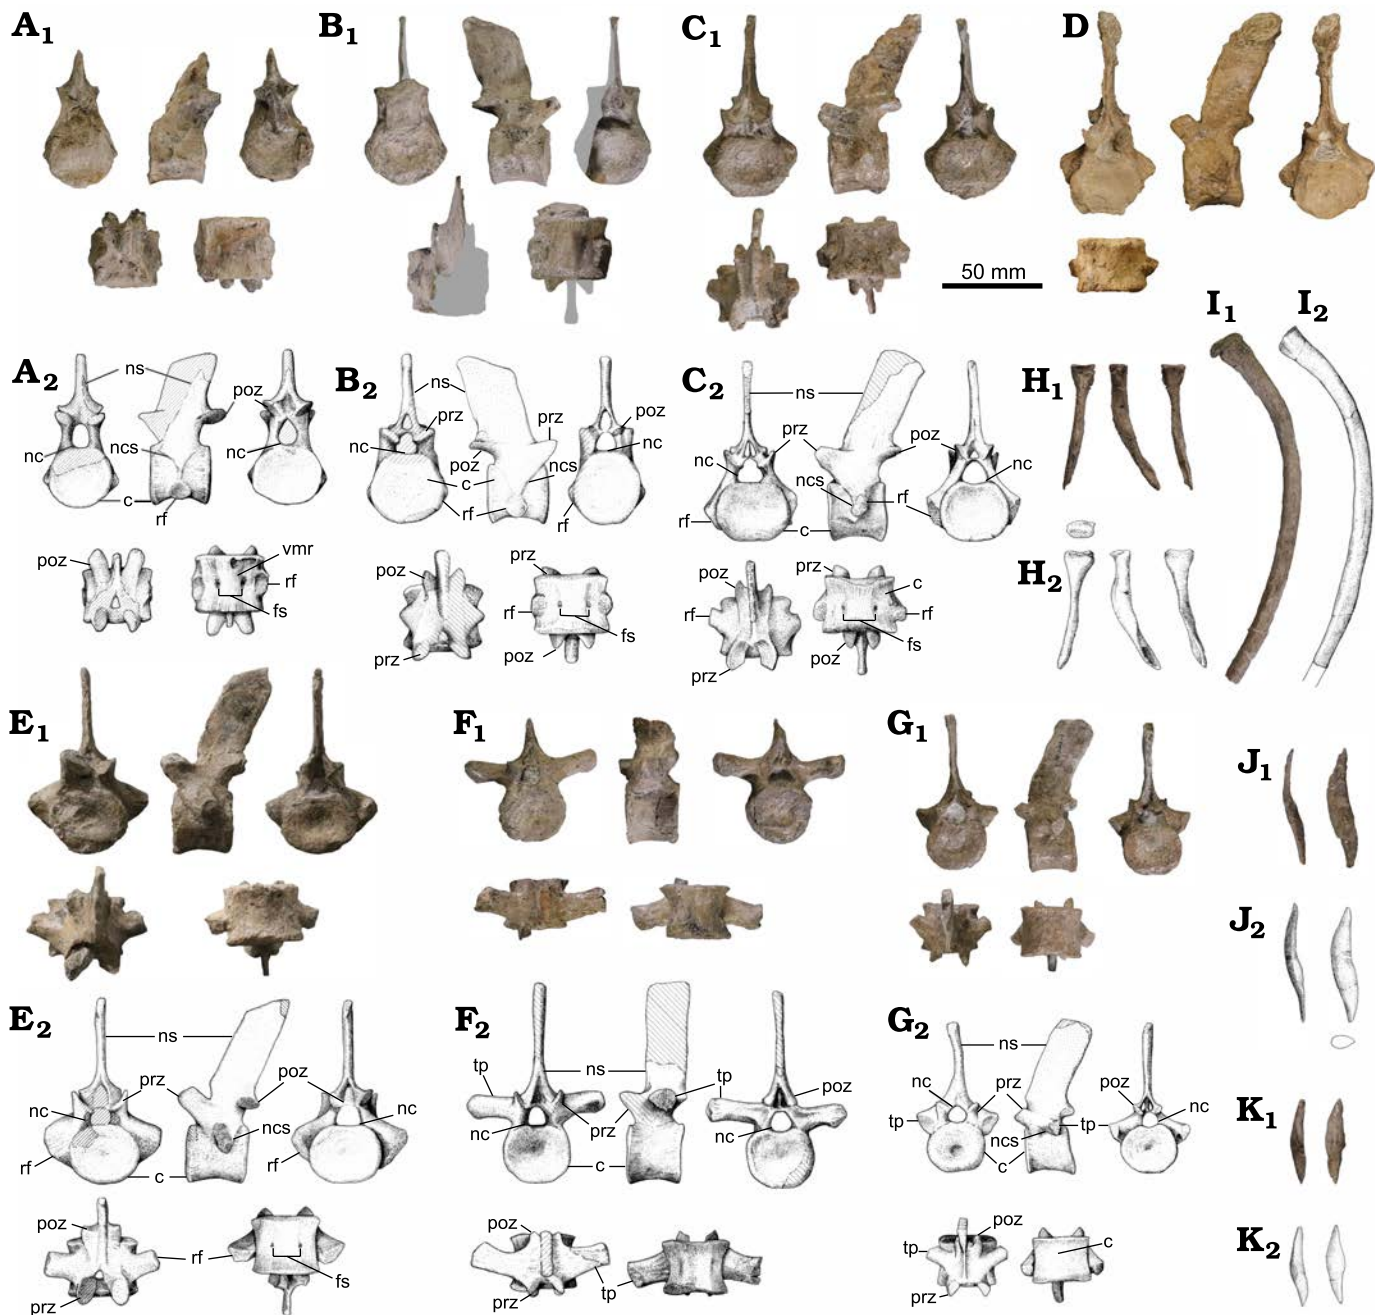 A1
B1
C1
D
50 mm
I1
I2
H1
A2
ns
poz
nc
ncs
nc
c
rf
poz
vmr
rf
fs
B2
ns
prz
prz
poz
nc
nc
poz
c
ncs
rf
rf
poz
prz
rf
prz
fs
poz
C2
ns
prz
poz
nc
nc
ncs
rf
rf
c
poz
prz
c
rf
rf
fs
prz
poz
H2
E1
F1
G1
J1
J2
E2
ns
prz
poz
nc
nc
ncs
rf
rf
c
poz
rf
fs
prz
F2
ns
tp
tp
poz
prz
nc
nc
c
poz
tp
prz
G2
ns
nc
prz
poz
nc
tp
tp
ncs
c
poz
tp
c
prz
K1
K2